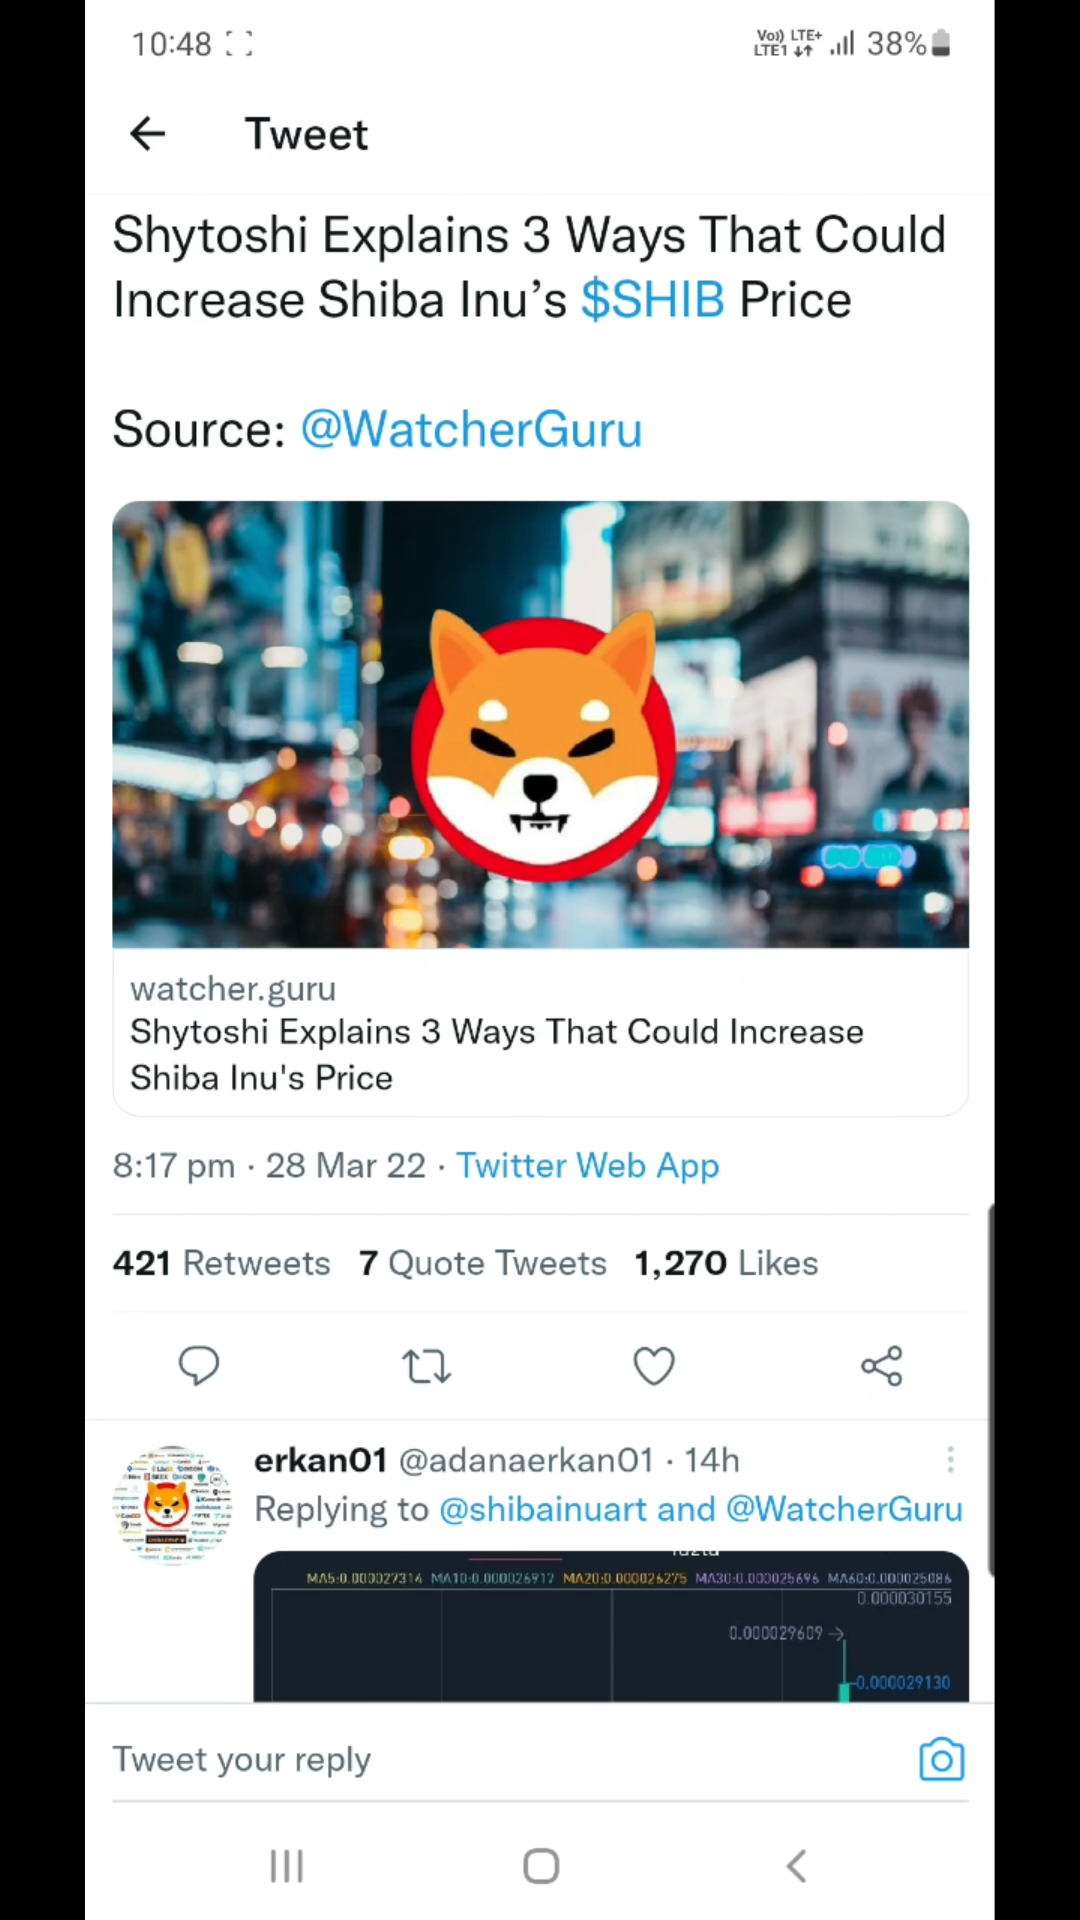 10:48
Vo)) LTE+
LTE1
38%
Tweet
Shytoshi Explains 3 Ways That Could
Increase Shiba Inu’s $SHIB Price
Source: @WatcherGuru
watcher.guru
Shytoshi Explains 3 Ways That Could Increase
Shiba Inu's Price
8:17 pm · 28 Mar 22 · Twitter Web App
421 Retweets 7 Quote Tweets 1,270 Likes
erkan01 @adanaerkan01 · 14h
Replying to @shibainuart and @WatcherGuru
MA5:0.000027314 MA10:0.000026917 MA20:0.000026275 MA30:0.000025696 MA60:0.000025086
0.000030155
0.000029609
0.000029130
Tweet your reply